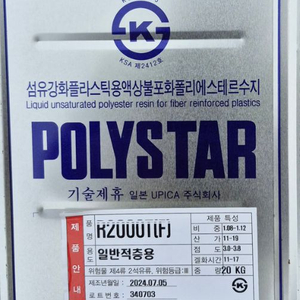 K
KSA 제2412호
섬유강화플라스틱용액상불포화폴리에스테르수지
Liquid unsaturated polyester resin for fiber reinforced plastics
POLYSTAR
기술제휴 일본 UPICA 주식회사
제품안내
품명 R2000T(F) 제품 특성
비중 1.08-1.12
용도 일반적층용 점도 11-19
3.0-3.8
경화시간 11-17
위험물 제4류 2석유류, 위험등급:Ⅲ 중량 20 KG
제조년월일 2024.07.05
제조번호 340703